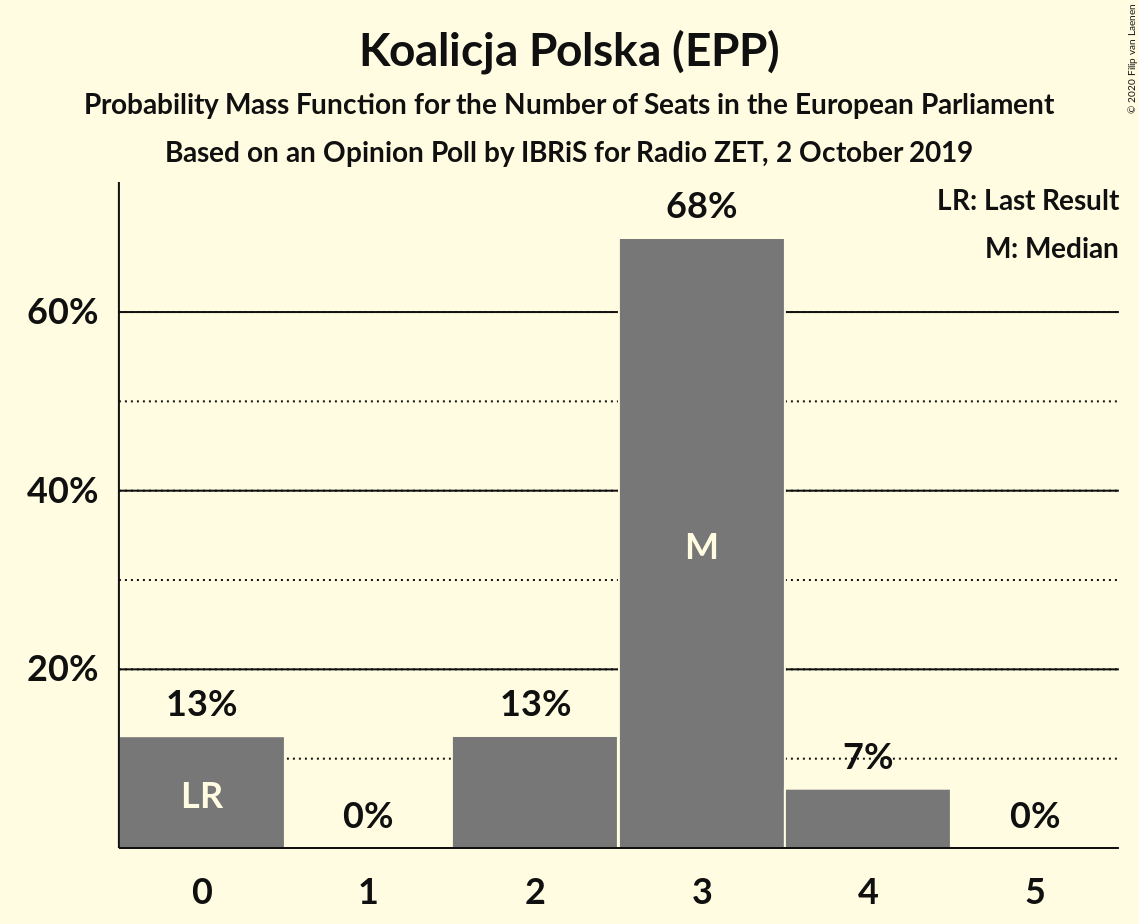 Koalicja Polska (EPP)
Probability Mass Function for the Number of Seats in the European Parliament
Based on an Opinion Poll by IBRiS for Radio ZET, 2 October 2019
© 2020 Filip van Laenen
LR: Last Result
M: Median
60%
40%
20%
13%
0%
13%
68%
7%
0%
LR
M
0 1 2 3 4 5